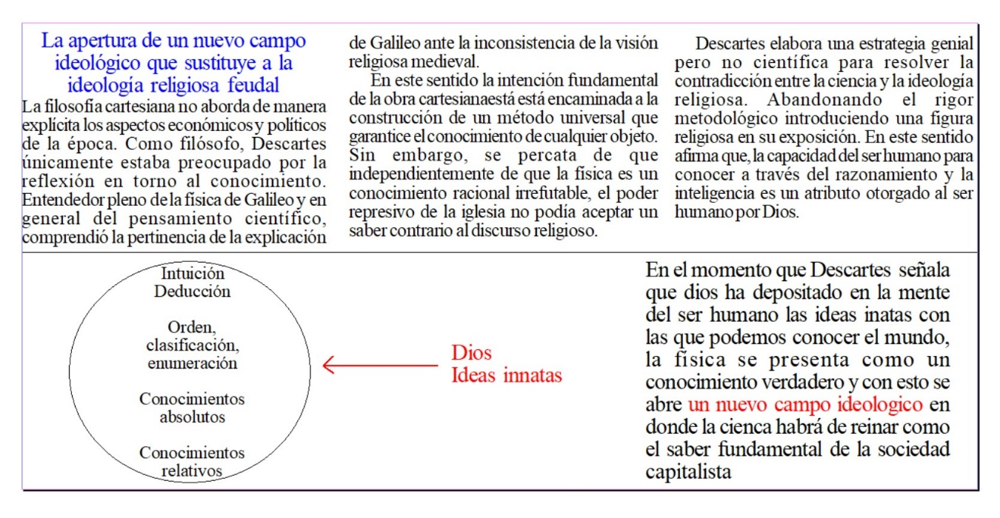 La apertura de un nuevo campo
ideológico que sustituye a la
ideología religiosa feudal
La filosofía cartesiana no aborda de manera
explícita los aspectos económicos y políticos
de la época. Como filósofo, Descartes
únicamente estaba preocupado por la
reflexión en torno al conocimiento.
Entendedor pleno de la física de Galileo y en
general del pensamiento científico,
comprendió la pertinencia de la explicación
de Galileo ante la inconsistencia de la visión
religiosa medieval.
En este sentido la intención fundamental
de la obra cartesianaestá está encaminada a la
construcción de un método universal que
garantice el conocimiento de cualquier objeto.
Sin embargo, se percata de que
independientemente de que la física es un
conocimiento racional irrefutable, el poder
represivo de la iglesia no podía aceptar un
saber contrario al discurso religioso.
Descartes elabora una estrategia genial
pero no científica para resolver la
contradicción entre la ciencia y la ideología
religiosa. Abandonando el rigor
metodológico introduciendo una figura
religiosa en su exposición. En este sentido
afirma que, la capacidad del ser humano para
conocer a través del razonamiento y la
inteligencia es un atributo otorgado al ser
humano por Dios.
Intuición
Deducción
Orden,
clasificación,
enumeración
Conocimientos
absolutos
Conocimientos
relativos
Dios
Ideas innatas
En el momento que Descartes señala
que dios ha depositado en la mente
del ser humano las ideas inatas con
las que podemos conocer el mundo,
la física se presenta como un
conocimiento verdadero y con esto se
abre un nuevo campo ideologico en
donde la cienca habrá de reinar como
el saber fundamental de la sociedad
capitalista